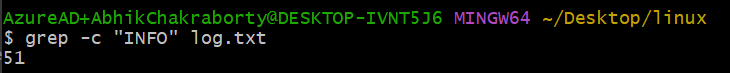 AzureAD+AbhikChakraborty@DESKTOP-IVNT5J6 MINGW64 ~/Desktop/linux
$ grep -c "INFO" log.txt
51